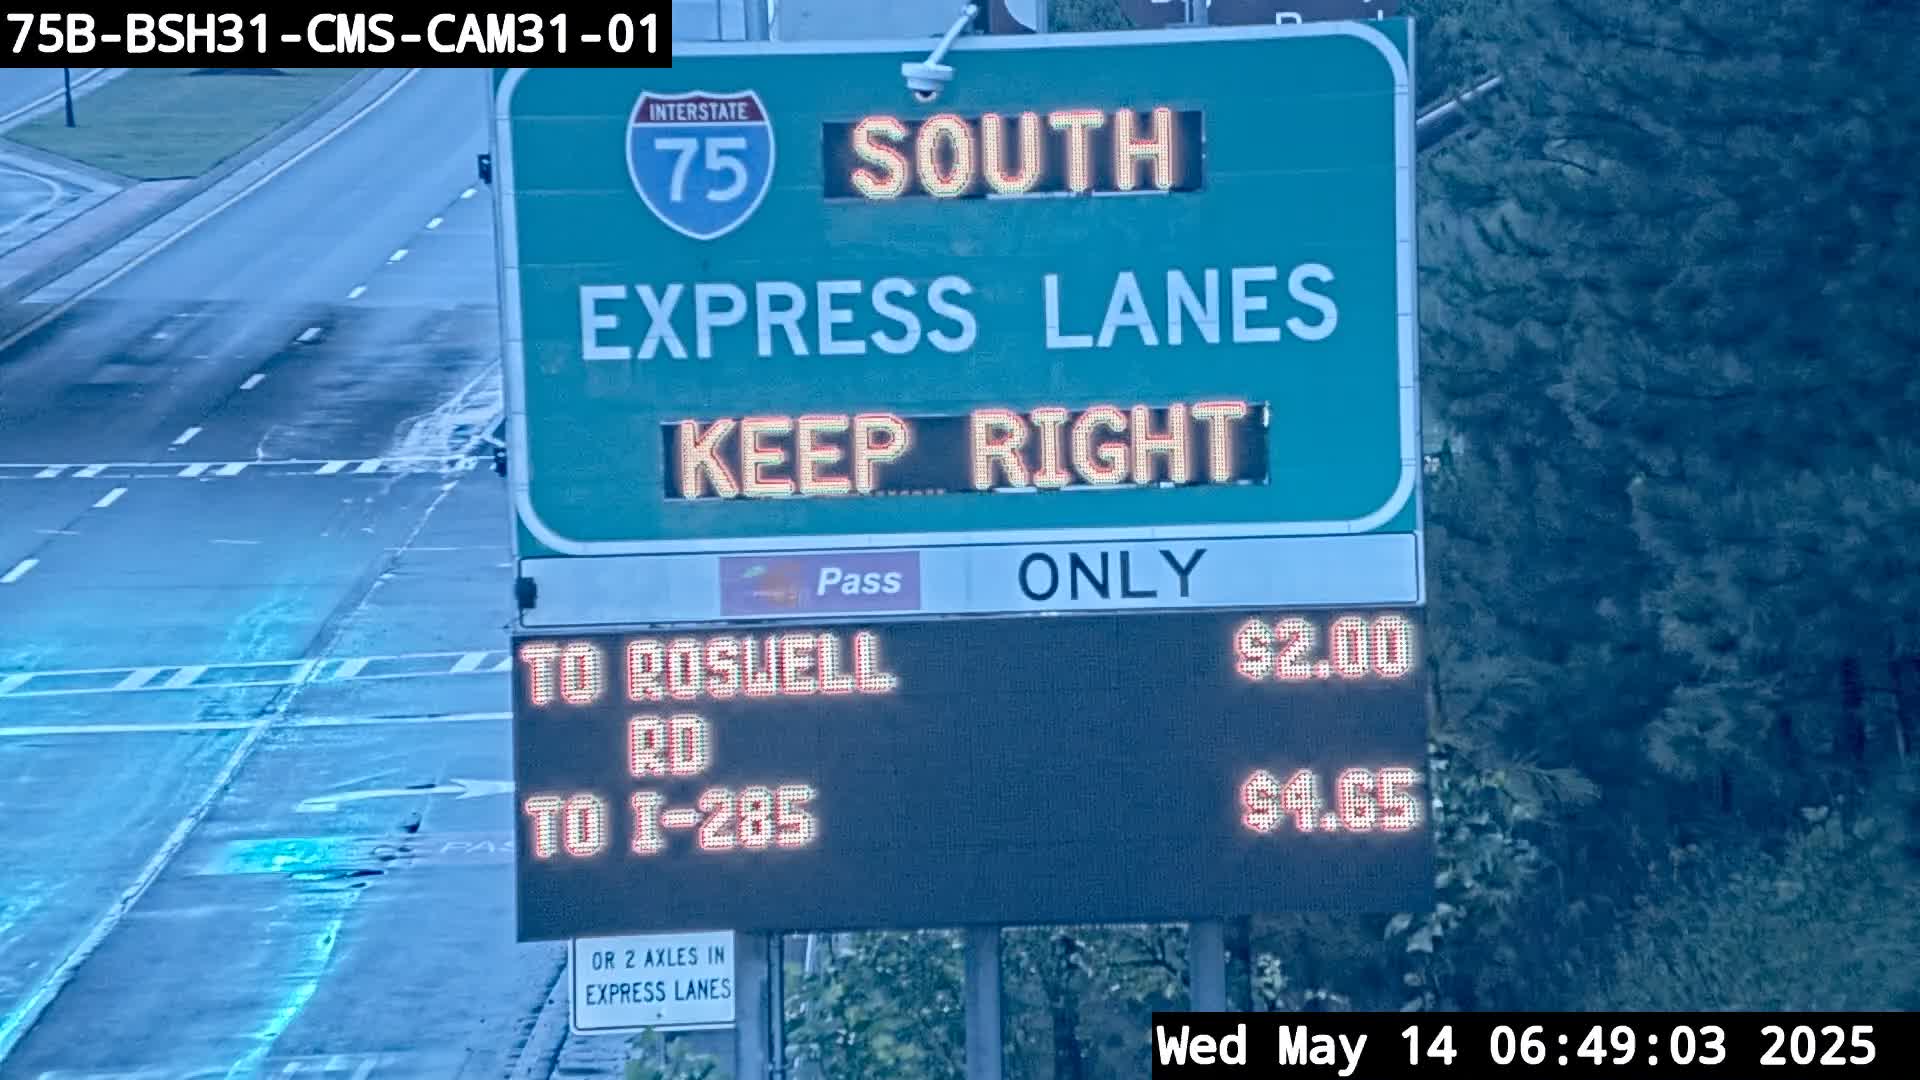 75B-BSH31-CMS-CAM31-01
INTERSTATE
75
SOUTH
EXPRESS LANES
KEEP RIGHT
Pass ONLY
TO ROSWELL $2.00
RD
TO I-285 $4.65
OR 2 AXLES IN
EXPRESS LANES
Wed May 14 06:49:03 2025